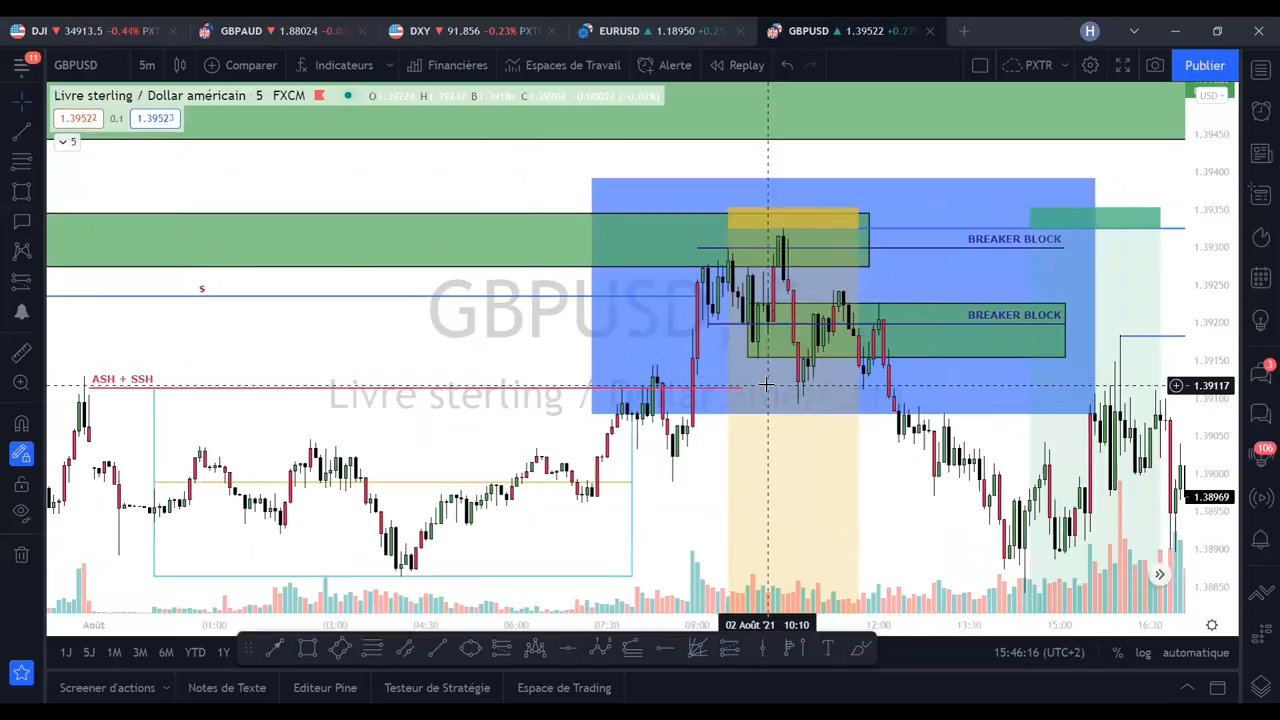 DJI 34913.5 −0.44% PXT
GBPAUD 1.88024
DXY 91.856 −0.23% PXT
EURUSD 1.18950
GBPUSD 1.39522
H
11
GBPUSD 5m Comparer Indicateurs Financières Espaces de Travail Alerte Replay PXTR Publier
Livre sterling / Dollar américain · 5 FXCM
USD
1.39522 0.1 1.39523
5
1.39450
1.39400
1.39350
1.39300
1.39250
1.39200
1.39150
1.39117
1.39100
1.39050
1.39000
1.38969
1.38950
1.38900
1.38850
BREAKER BLOCK
BREAKER BLOCK
$
ASH + SSH
GBPUSD
Livre sterling /
3
106
Août 01:00 03:00 04:30 06:00 07:30 09:00 02 Août '21 10:10 12:00 13:30 15:00 16:30
1J 5J 1M 3M 6M YTD 1Y
15:46:16 (UTC+2) % log automatique
Screener d'actions Notes de Texte Editeur Pine Testeur de Stratégie Espace de Trading